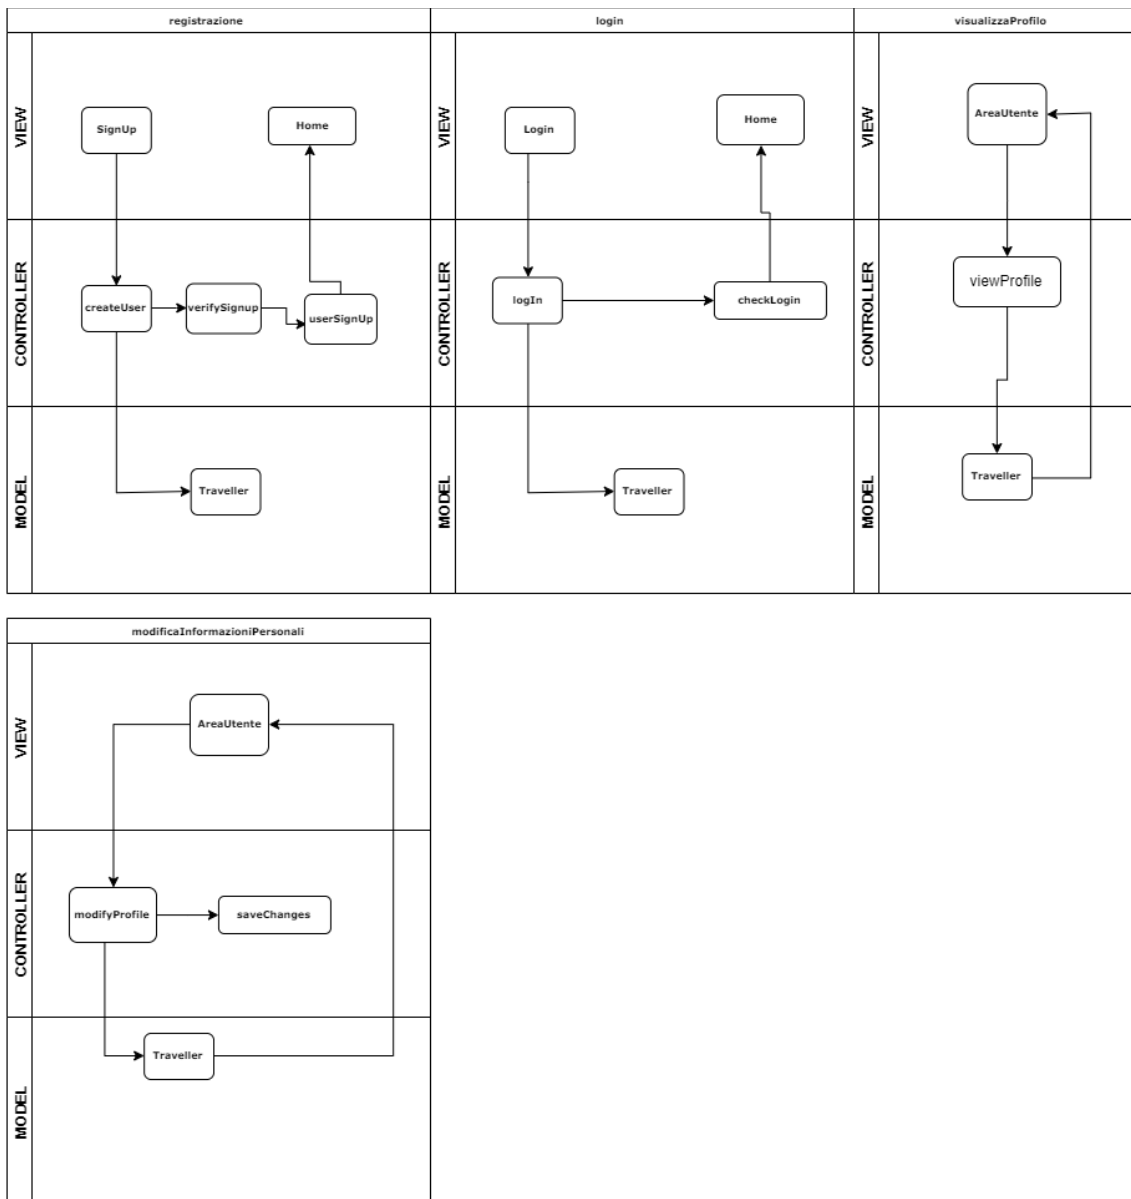 registrazione
login
visualizzaProfilo
VIEW
SignUp
Home
VIEW
Login
Home
VIEW
AreaUtente
CONTROLLER
createUser
verifySignup
userSignUp
CONTROLLER
logIn
checkLogin
CONTROLLER
viewProfile
MODEL
Traveller
MODEL
Traveller
MODEL
Traveller
modificaInformazioniPersonali
VIEW
AreaUtente
CONTROLLER
modifyProfile
saveChanges
MODEL
Traveller